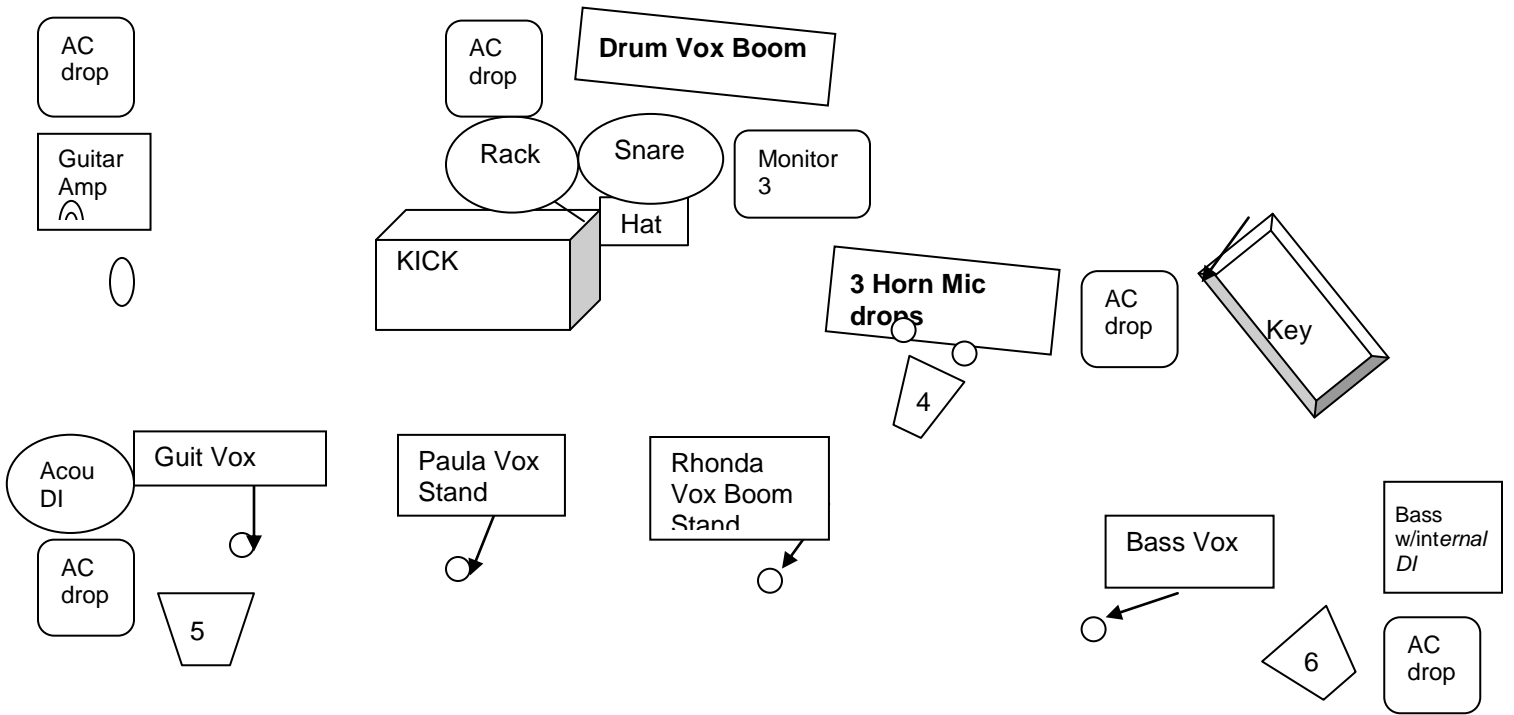 AC
drop
AC
drop
Drum Vox Boom
Guitar
Amp
Rack
Snare
Monitor
3
Hat
KICK
3 Horn Mic
drops
AC
drop
Key
4
Acou
DI
Guit Vox
Paula Vox
Stand
Rhonda
Vox Boom
Stand
Bass Vox
Bass
w/internal
DI
AC
drop
5
6
AC
drop